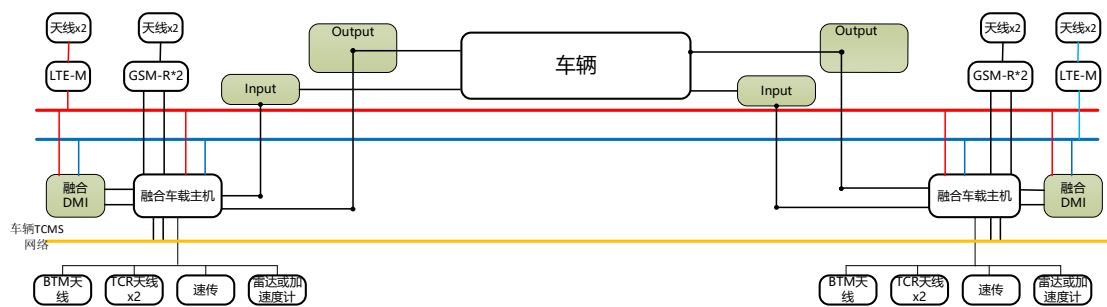 天线x2
天线x2
Output
Output
天线x2
天线x2
LTE-M
GSM-R*2
车辆
GSM-R*2
LTE-M
Input
Input
融合
DMI
融合车载主机
融合车载主机
融合
DMI
车辆TCMS
网络
BTM天
线
TCR天线
x2
速传
雷达或加
速度计
BTM天
线
TCR天线
x2
速传
雷达或加
速度计